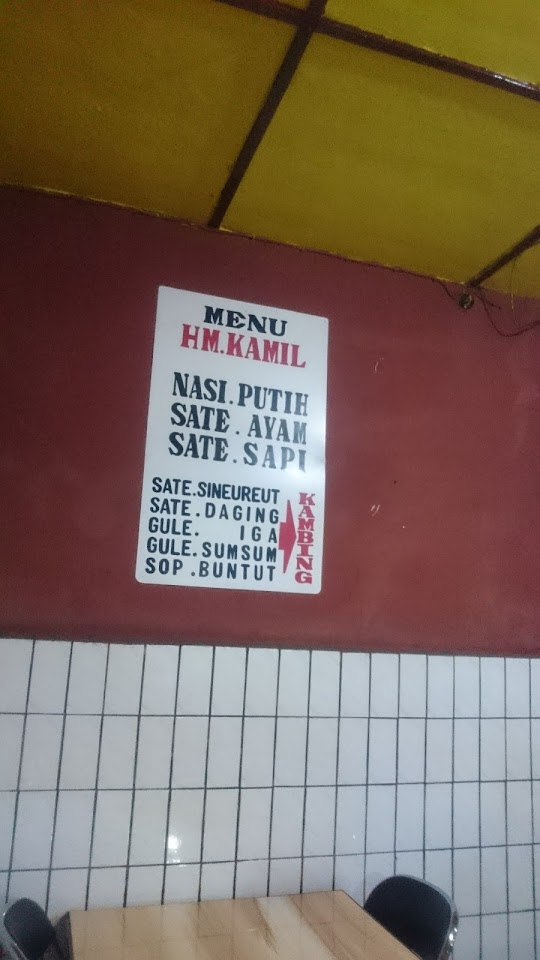 MENU
HM.KAMIL
NASI.PUTIH
SATE.AYAM
SATE.SAPI
SATE.SINEUREUT
SATE.DAGING
GULE. IGA
GULE.SUMSUM
SOP.BUNTUT
KAMBING